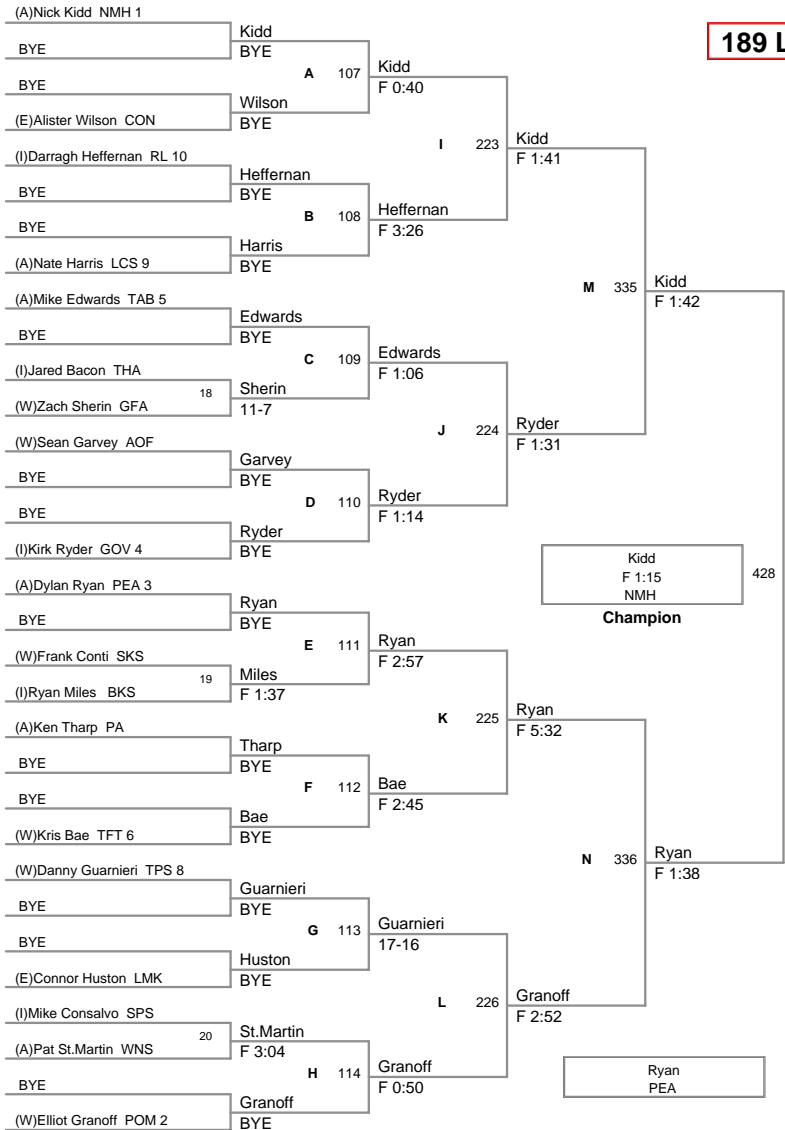 (A)Nick Kidd NMH 1
BYE
BYE
(E)Alister Wilson CON
(I)Darragh Heffernan RL 10
BYE
BYE
(A)Nate Harris LCS 9
(A)Mike Edwards TAB 5
BYE
(I)Jared Bacon THA
18
(W)Zach Sherin GFA
(W)Sean Garvey AOF
BYE
BYE
(I)Kirk Ryder GOV 4
(A)Dylan Ryan PEA 3
BYE
(W)Frank Conti SKS
19
(I)Ryan Miles BKS
(A)Ken Tharp PA
BYE
BYE
(W)Kris Bae TFT 6
(W)Danny Guarnieri TPS 8
BYE
BYE
(E)Connor Huston LMK
(I)Mike Consalvo SPS
20
(A)Pat St.Martin WNS
BYE
(W)Elliot Granoff POM 2
Kidd
BYE
A 107
Wilson
BYE
Heffernan
BYE
B 108
Harris
BYE
Edwards
BYE
C 109
Sherin
11-7
Garvey
BYE
D 110
Ryder
BYE
Ryan
BYE
E 111
Miles
F 1:37
Tharp
BYE
F 112
Bae
BYE
Guarnieri
BYE
G 113
Huston
BYE
St.Martin
F 3:04
H 114
Granoff
BYE
Kidd
F 0:40
I 223
Heffernan
F 3:26
Edwards
F 1:06
J 224
Ryder
F 1:14
Ryan
F 2:57
K 225
Bae
F 2:45
Guarnieri
17-16
L 226
Granoff
F 0:50
Kidd
F 1:41
M 335
Ryder
F 1:31
Ryan
F 5:32
N 336
Granoff
F 2:52
189 L
Kidd
F 1:42
Kidd
F 1:15
NMH
428
Champion
Ryan
F 1:38
Ryan
PEA